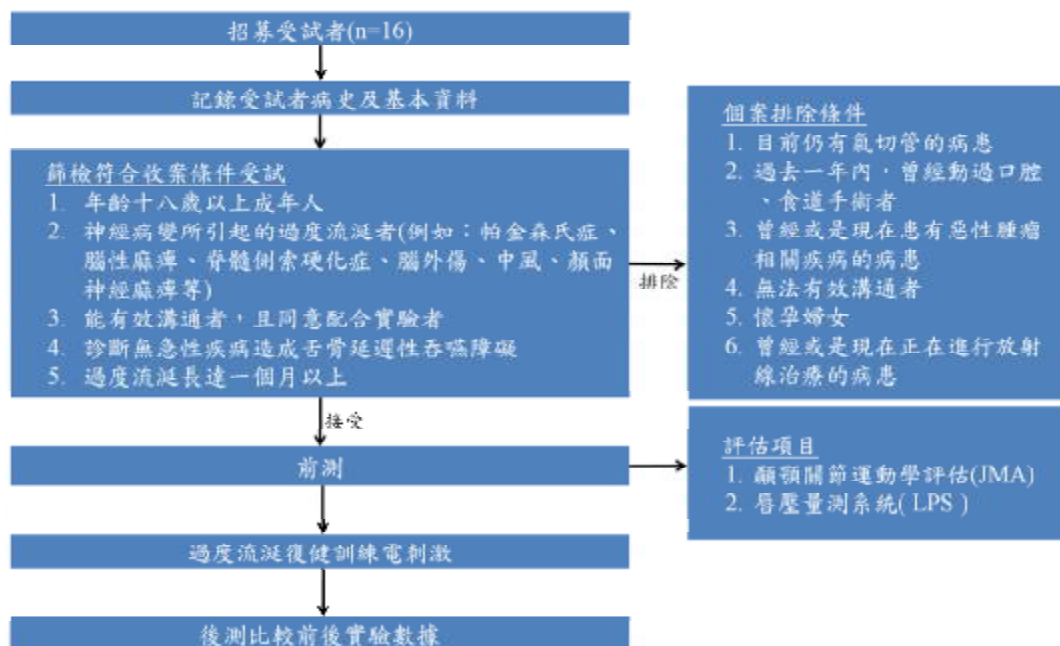 招募受試者(n=16)
記錄受試者病史及基本資料
篩檢符合收案條件受試
1. 年齡十八歲以上成年人
2. 神經病變所引起的過度流涎者(例如：帕金森氏症、
腦性麻痺、脊髓側索硬化症、腦外傷、中風、顏面
神經麻痺等)
3. 能有效溝通者，且同意配合實驗者
4. 診斷無急性疾病造成舌骨延遲性吞嚥障礙
5. 過度流涎長達一個月以上
排除
個案排除條件
1. 目前仍有氣切管的病患
2. 過去一年內，曾經動過口腔
、食道手術者
3. 曾經或是現在患有惡性腫瘤
相關疾病的病患
4. 無法有效溝通者
5. 懷孕婦女
6. 曾經或是現在正在進行放射
線治療的病患
接受
前測
評估項目
1. 顳顎關節運動學評估(JMA)
2. 唇壓量測系統( LPS )
過度流涎復健訓練電刺激
後測比較前後實驗數據